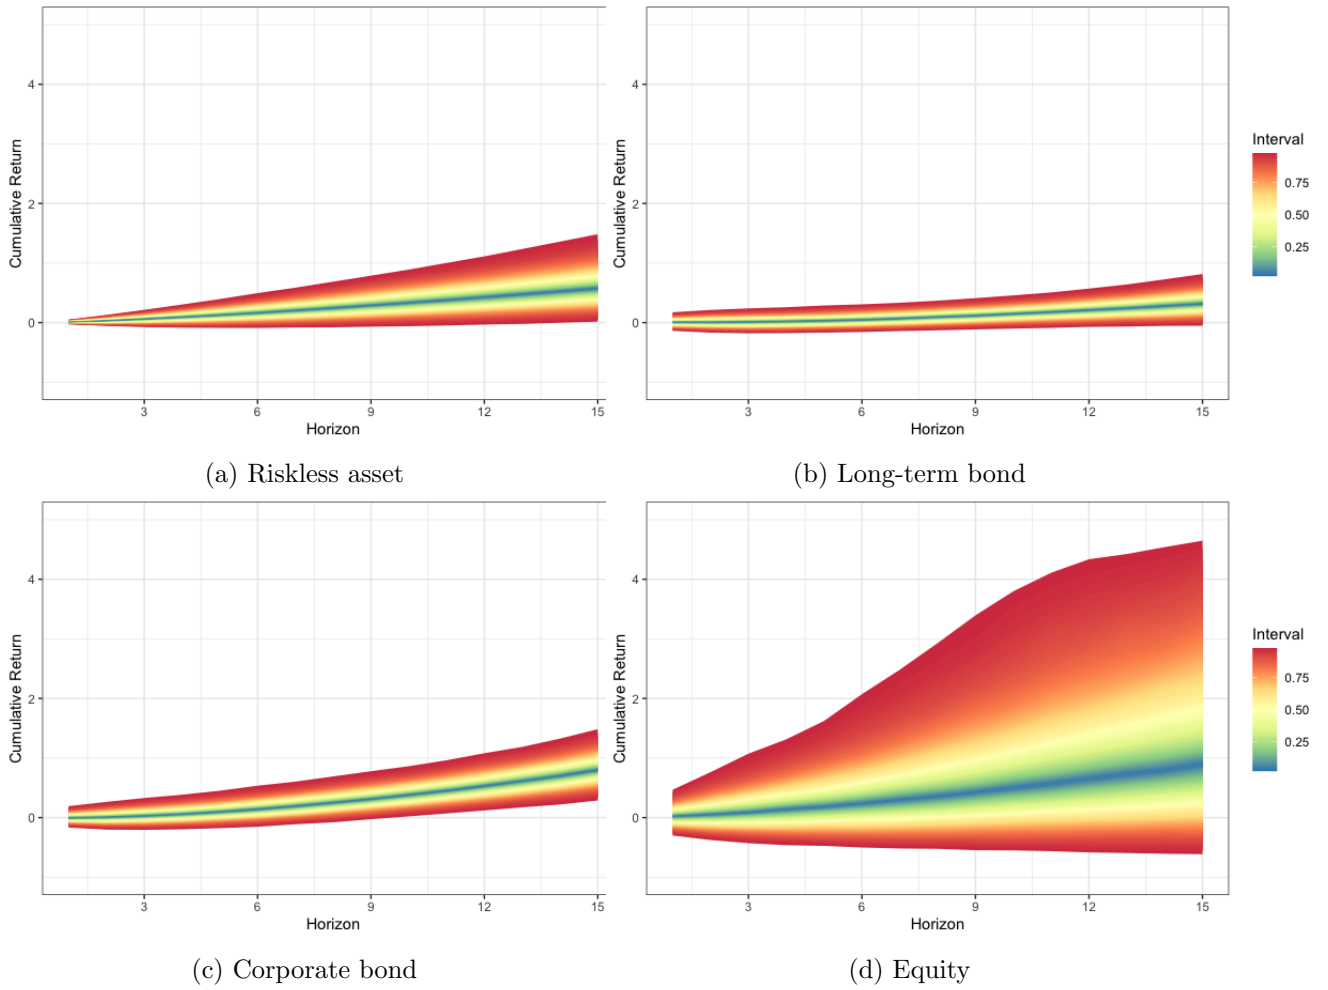 4
2
0
Cumulative Return
3
6
9
12
15
Horizon
(a) Riskless asset
4
2
0
Cumulative Return
3
6
9
12
15
Horizon
(b) Long-term bond
Interval
0.75
0.50
0.25
4
2
0
Cumulative Return
3
6
9
12
15
Horizon
(c) Corporate bond
4
2
0
Cumulative Return
3
6
9
12
15
Horizon
(d) Equity
Interval
0.75
0.50
0.25